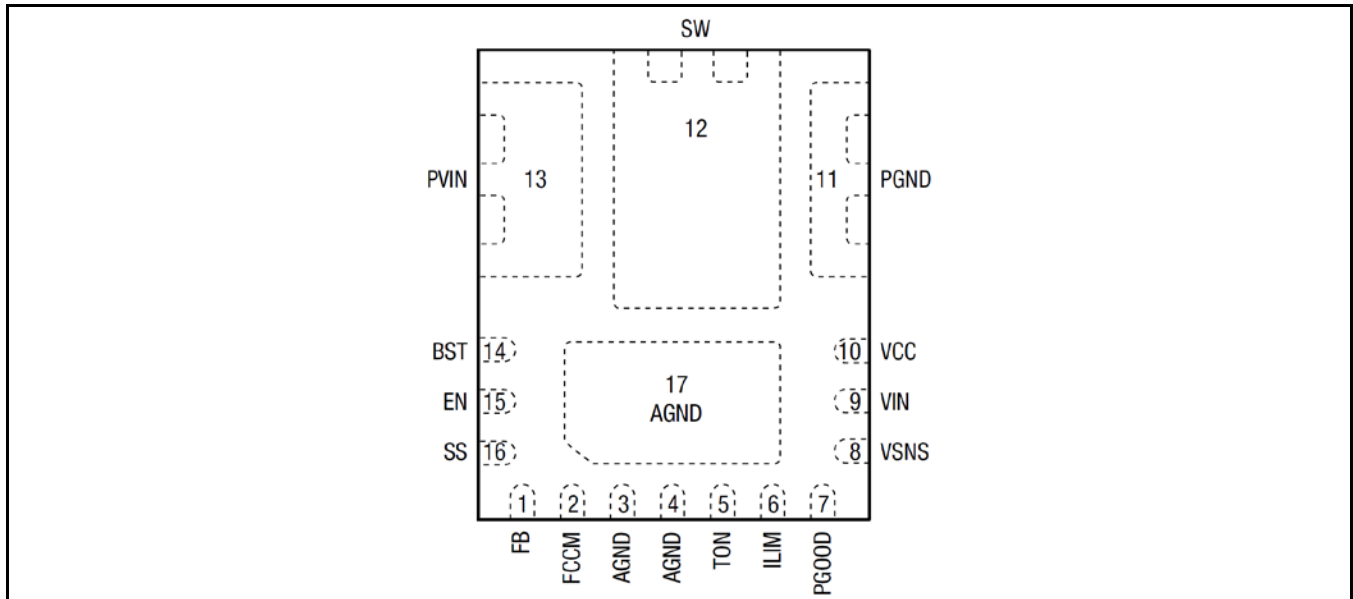 SW
12
PVIN 13
11 PGND
BST 14
10 VCC
17
AGND
EN 15
9 VIN
SS 16
8 VSNS
1 2 3 4 5 6 7
FB
FCCM
AGND
AGND
TON
ILIM
PGOOD